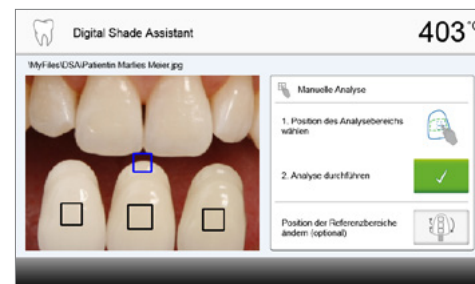 Digital Shade Assistant
403°C
\MyFiles\DSA\Patientin Marlies Meier.jpg
Manuelle Analyse
1. Position des Analysebereichs
wählen
2. Analyse durchführen
Position der Referenzbereiche
ändern (optional)